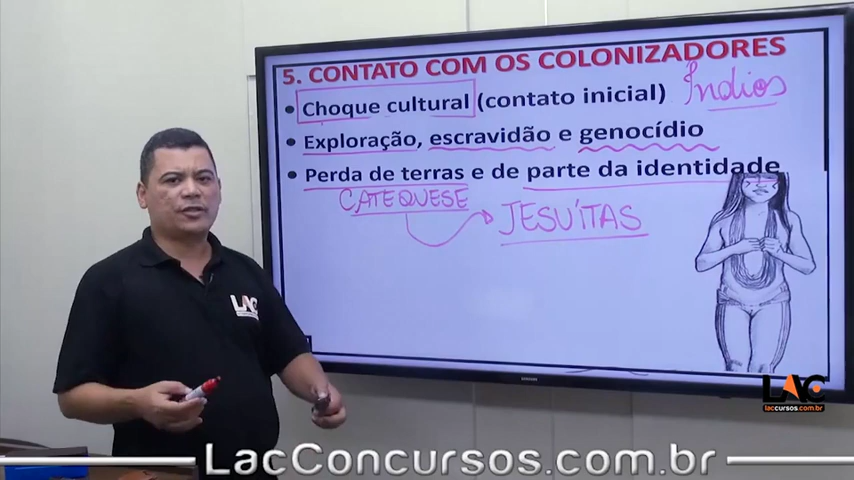 5. CONTATO COM OS COLONIZADORES
• Choque cultural (contato inicial) Índios
• Exploração, escravidão e genocídio
• Perda de terras e de parte da identidade
CATEQUESE
JESUÍTAS
LAC
LAC
laccursos.com.br
LacConcursos.com.br